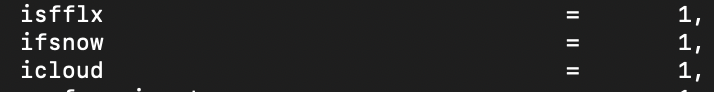 isfflx = 1,
ifsnow = 1,
icloud = 1,